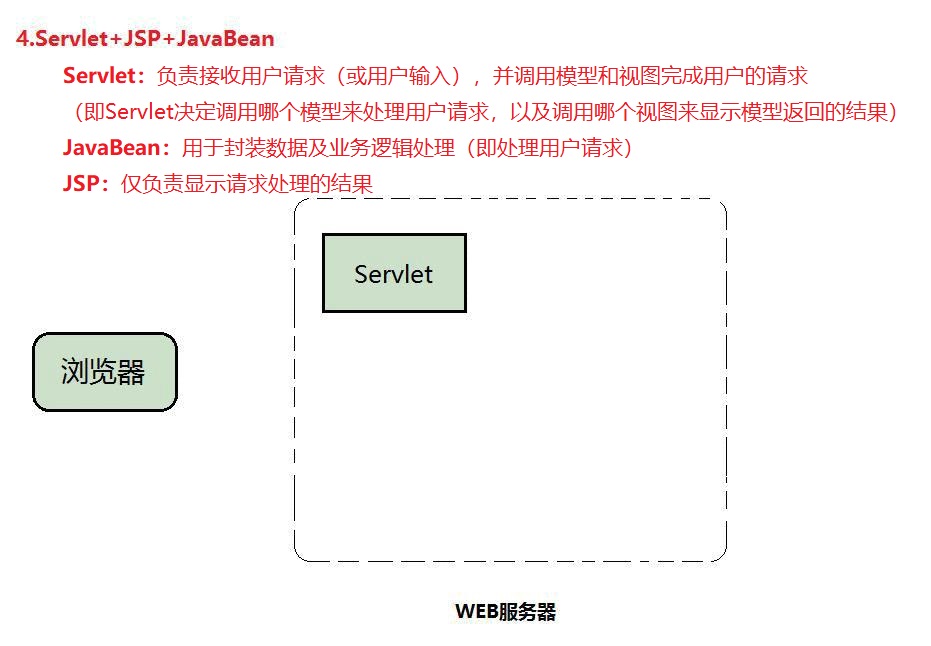 4.Servlet+JSP+JavaBean
Servlet：负责接收用户请求（或用户输入），并调用模型和视图完成用户的请求
（即Servlet决定调用哪个模型来处理用户请求，以及调用哪个视图来显示模型返回的结果）
JavaBean：用于封装数据及业务逻辑处理（即处理用户请求）
JSP：仅负责显示请求处理的结果
Servlet
浏览器
WEB服务器